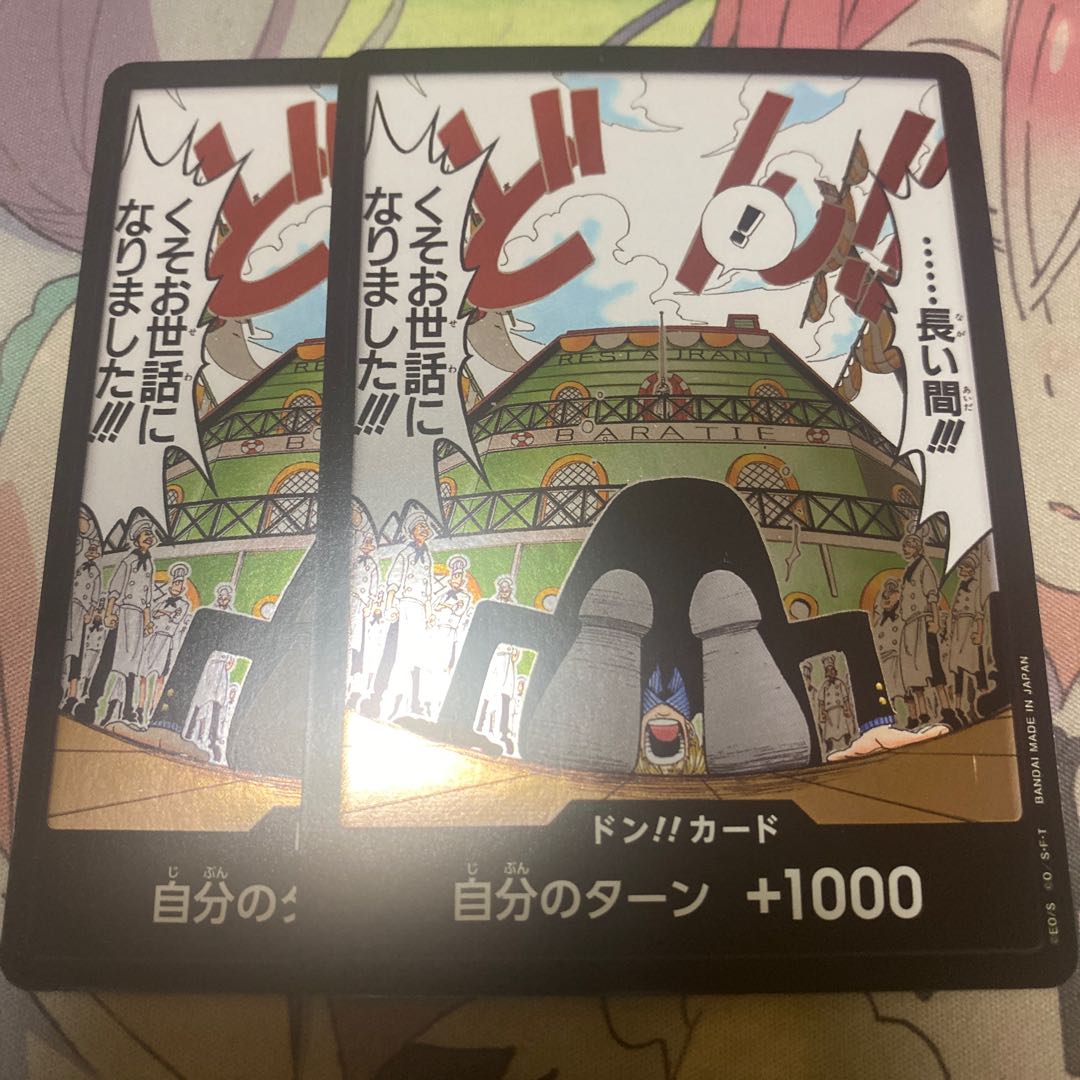 くそお世話に
なりました!!!
ドン!!
!
……長い間!!!
くそお世話に
なりました!!!
RESTAURANT
BARATIE
ドン!!カード
自分のターン +1000
自分の
BANDAI MADE IN JAPAN
©EO/S ©O/S・F・T